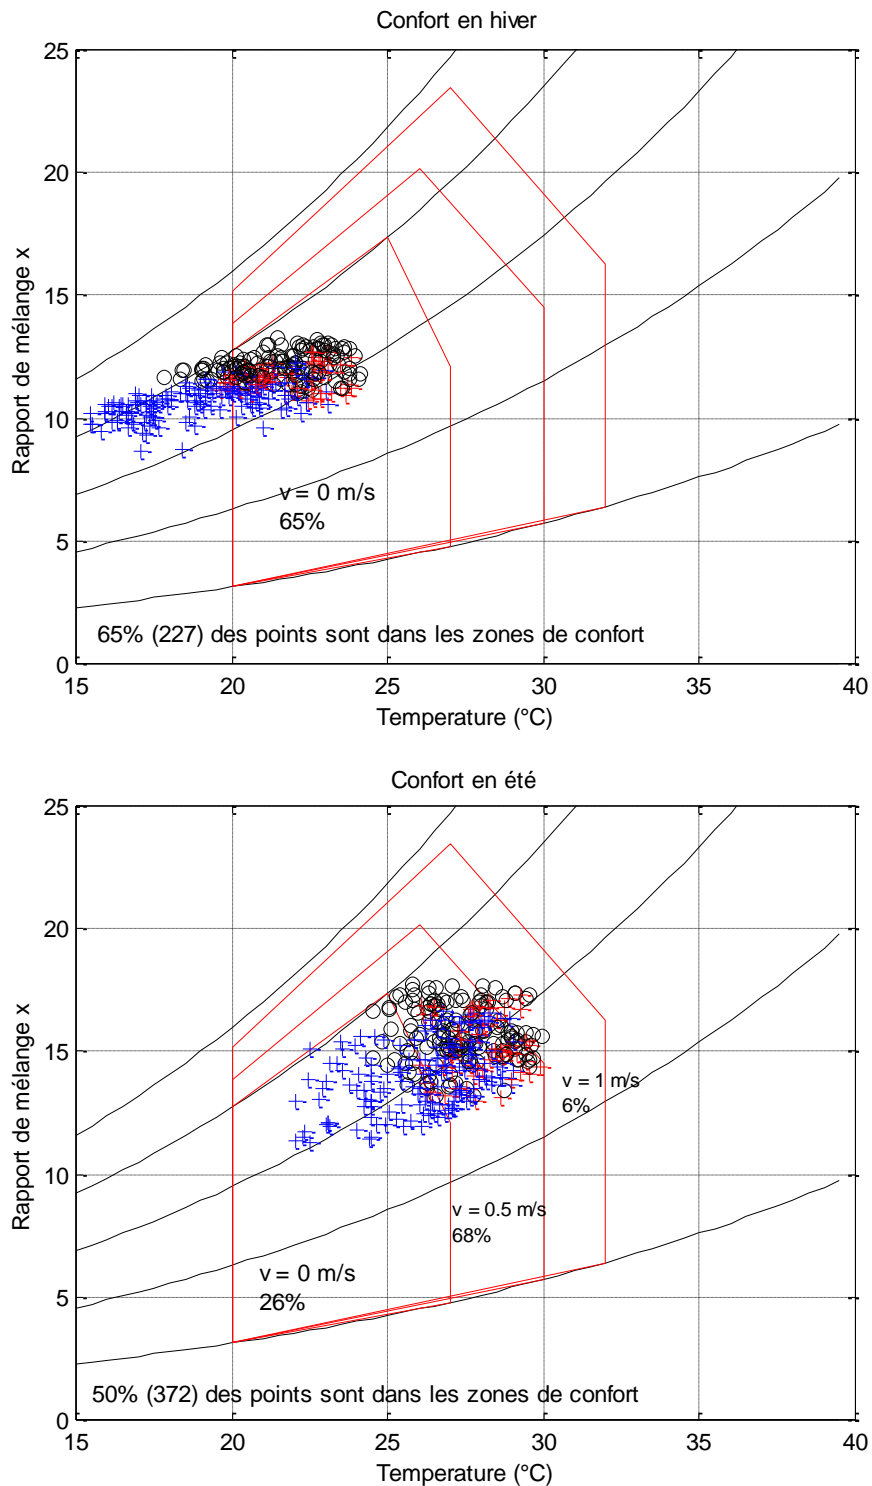 Confort en hiver
25
20
15
10
5
0
Rapport de mélange x
v = 0 m/s
65%
65% (227) des points sont dans les zones de confort
15 20 25 30 35 40
Temperature (°C)
Confort en été
25
20
15
10
5
0
Rapport de mélange x
v = 1 m/s
6%
v = 0.5 m/s
68%
v = 0 m/s
26%
50% (372) des points sont dans les zones de confort
15 20 25 30 35 40
Temperature (°C)